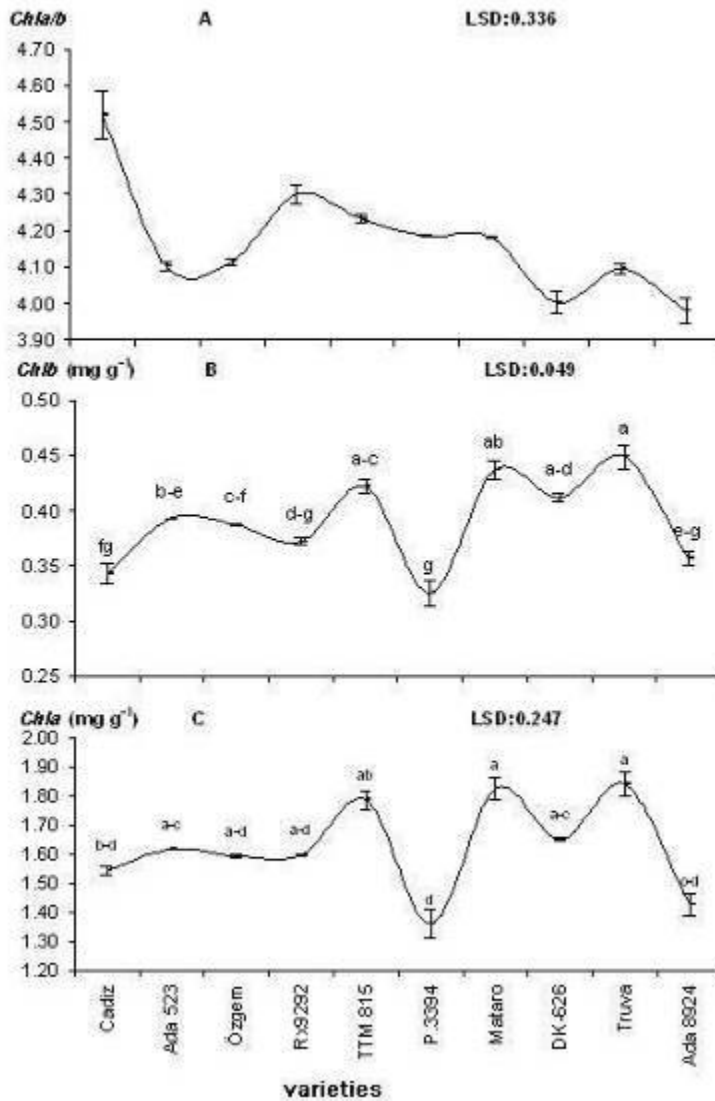 Chla/b A LSD:0.336
4.70
4.60
4.50
4.40
4.30
4.20
4.10
4.00
3.90
Chlb (mg g⁻¹) B LSD:0.049
0.50
0.45
0.40
0.35
0.30
0.25
fg
b-e
c-f
d-g
a-c
g
ab
a-d
a
e-g
Chla (mg g⁻¹) C LSD:0.247
2.00
1.90
1.80
1.70
1.60
1.50
1.40
1.30
1.20
b-d
a-c
a-d
a-d
ab
d
a
a-c
a
c-d
Cadiz
Ada 523
Özgem
Rx9292
TTM 815
P.3394
Mataro
DK-626
Truva
Ada 8924
varieties